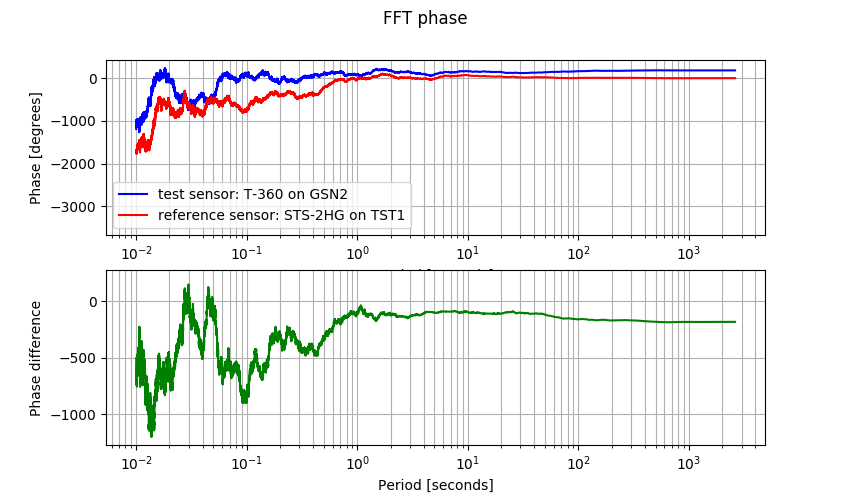 FFT phase
Phase [degrees]
0
−1000
−2000
−3000
test sensor: T-360 on GSN2
reference sensor: STS-2HG on TST1
10⁻² 10⁻¹ 10⁰ 10¹ 10² 10³
Phase difference
0
−500
−1000
10⁻² 10⁻¹ 10⁰ 10¹ 10² 10³
Period [seconds]